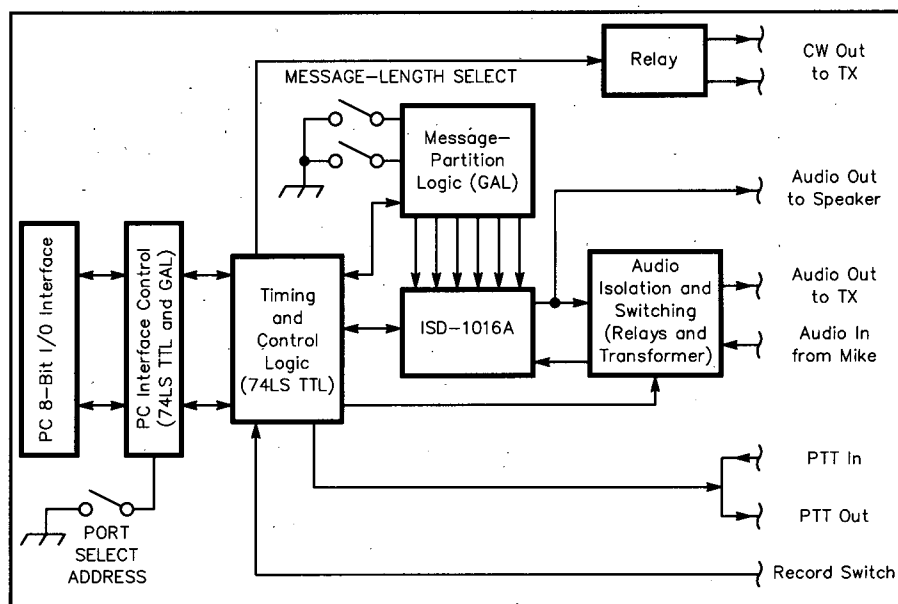 MESSAGE-LENGTH SELECT
Relay
CW Out
to TX
Message-
Partition
Logic (GAL)
Audio Out
to Speaker
PC 8-Bit I/O Interface
PC Interface Control
(74LS TTL and GAL)
Timing
and
Control
Logic
(74LS TTL)
ISD-1016A
Audio
Isolation and
Switching
(Relays and
Transformer)
Audio Out
to TX
Audio In
from Mike
PTT In
PTT Out
PORT
SELECT
ADDRESS
Record Switch